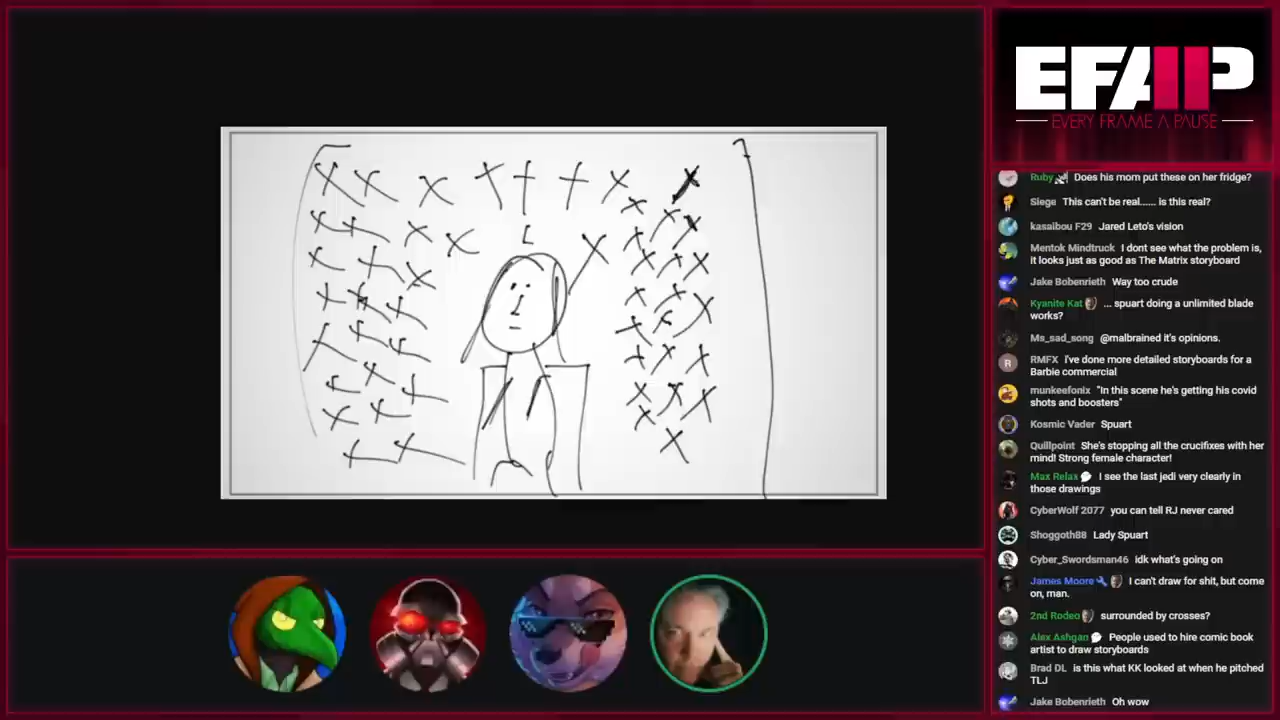 EFAP
EVERY FRAME A PAUSE
Ruby Does his mom put these on her fridge?
Siege This can't be real...... is this real?
kasaibou F29 Jared Leto's vision
Mentok Mindtruck I dont see what the problem is,
it looks just as good as The Matrix storyboard
Jake Bobenrieth Way too crude
Kyanite Kat ... spuart doing a unlimited blade
works?
Ms_sad_song @malbrained it's opinions.
R RMFX i've done more detailed storyboards for a
Barbie commercial
munkeefonix "In this scene he's getting his covid
shots and boosters"
Kosmic Vader Spuart
Quillpoint She's stopping all the crucifixes with her
mind! Strong female character!
Max Relax I see the last jedi very clearly in
those drawings
CyberWolf 2077 you can tell RJ never cared
Shoggoth88 Lady Spuart
Cyber_Swordsman46 idk what's going on
James Moore I can't draw for shit, but come
on, man.
2nd Rodeo surrounded by crosses?
Alex Ashgan People used to hire comic book
artist to draw storyboards
Brad DL is this what KK looked at when he pitched
TLJ
Jake Bobenrieth Oh wow